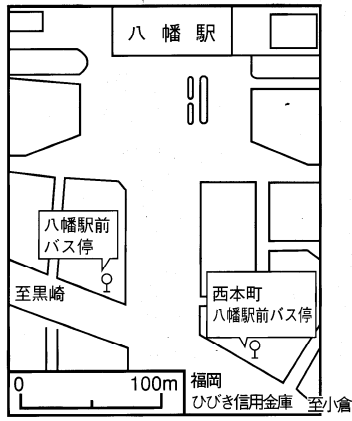 八幡駅
八幡駅前
バス停
至黒崎
西本町
八幡駅前バス停
0 100m
福岡
ひびき信用金庫
至小倉